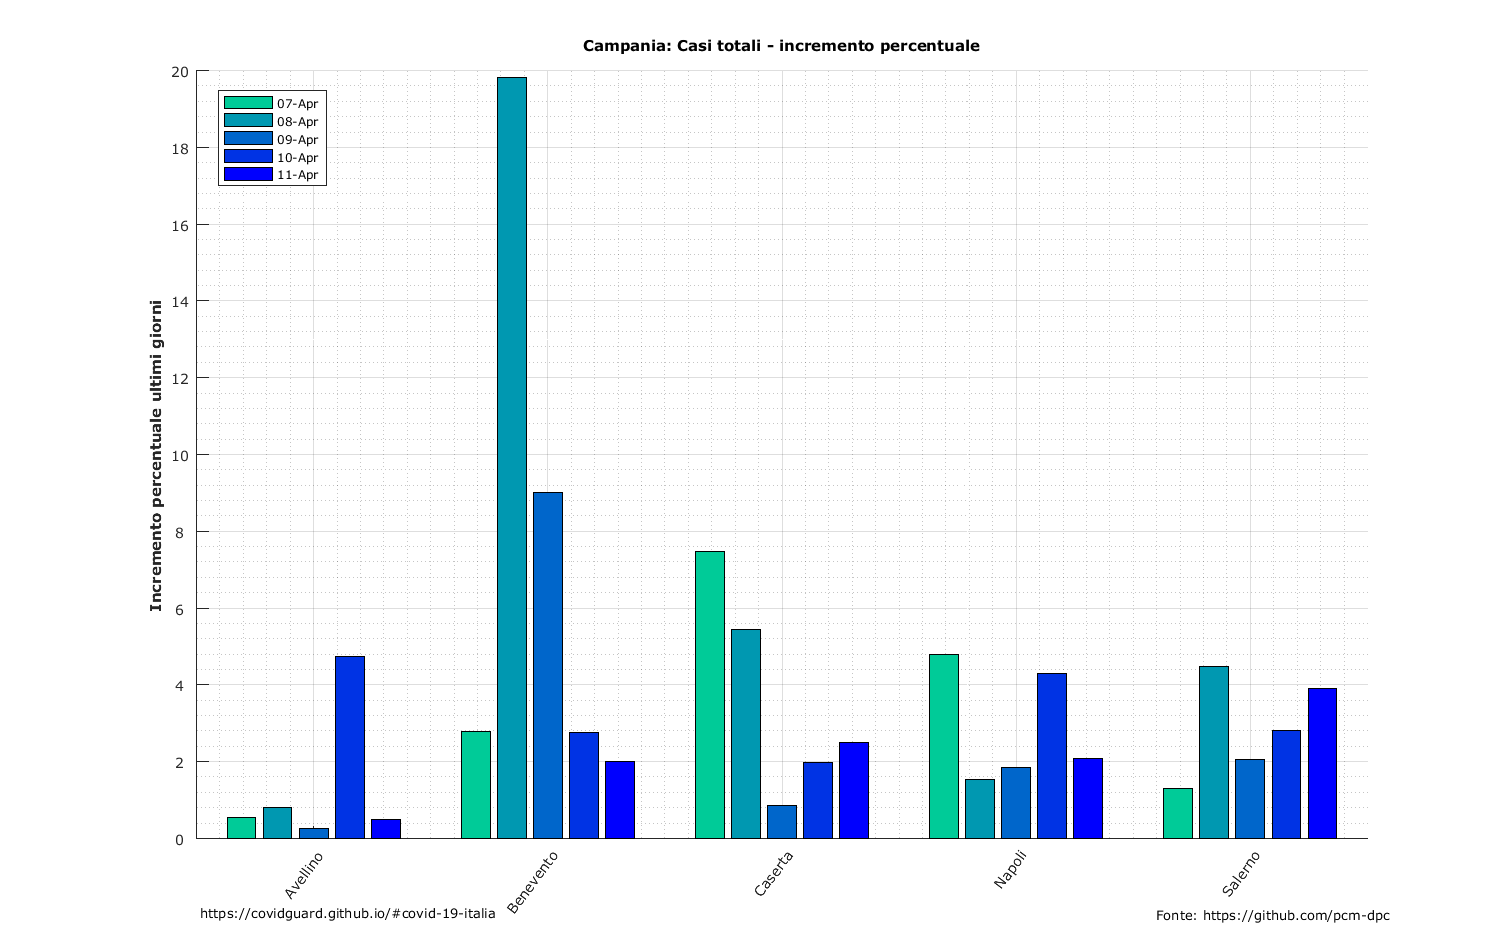 Campania: Casi totali - incremento percentuale
20
18
16
14
12
10
8
6
4
2
0
Incremento percentuale ultimi giorni
07-Apr
08-Apr
09-Apr
10-Apr
11-Apr
Avellino
Benevento
Caserta
Napoli
Salerno
https://covidguard.github.io/#covid-19-italia
Fonte: https://github.com/pcm-dpc